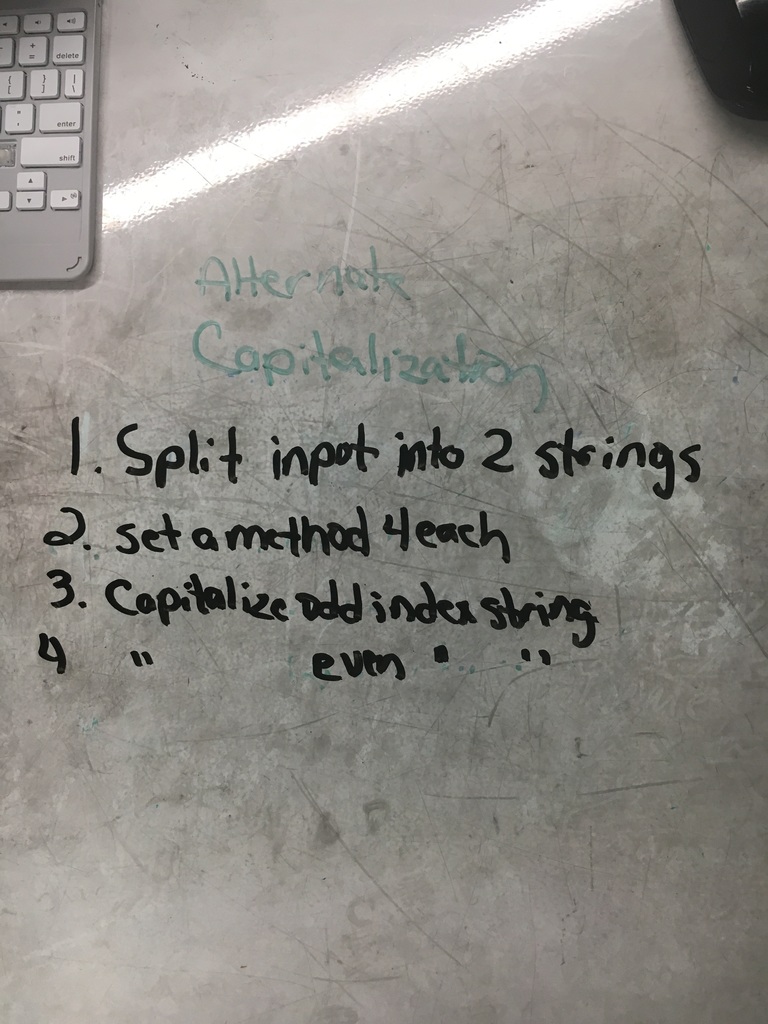 delete
enter
shift
Alternate
Capitalization
1. Split input into 2 strings
2. set a method 4 each
3. Capitalize odd index string
4 " even " "